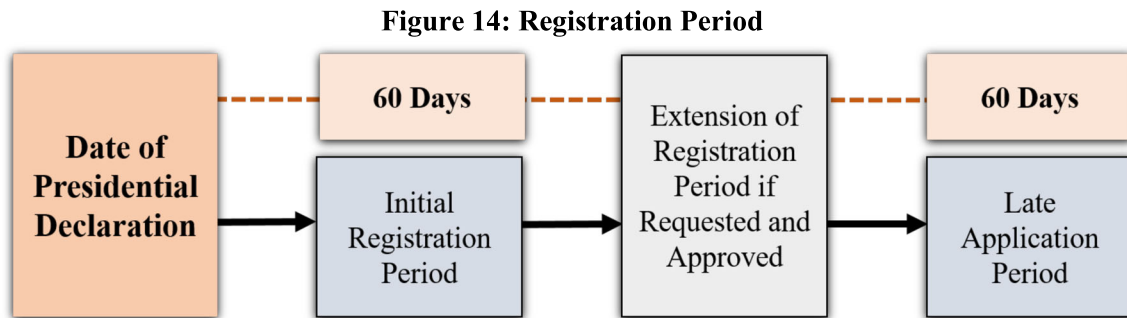 Figure 14: Registration Period
Date of
Presidential
Declaration
60 Days
Initial
Registration
Period
Extension of
Registration
Period if
Requested and
Approved
60 Days
Late
Application
Period